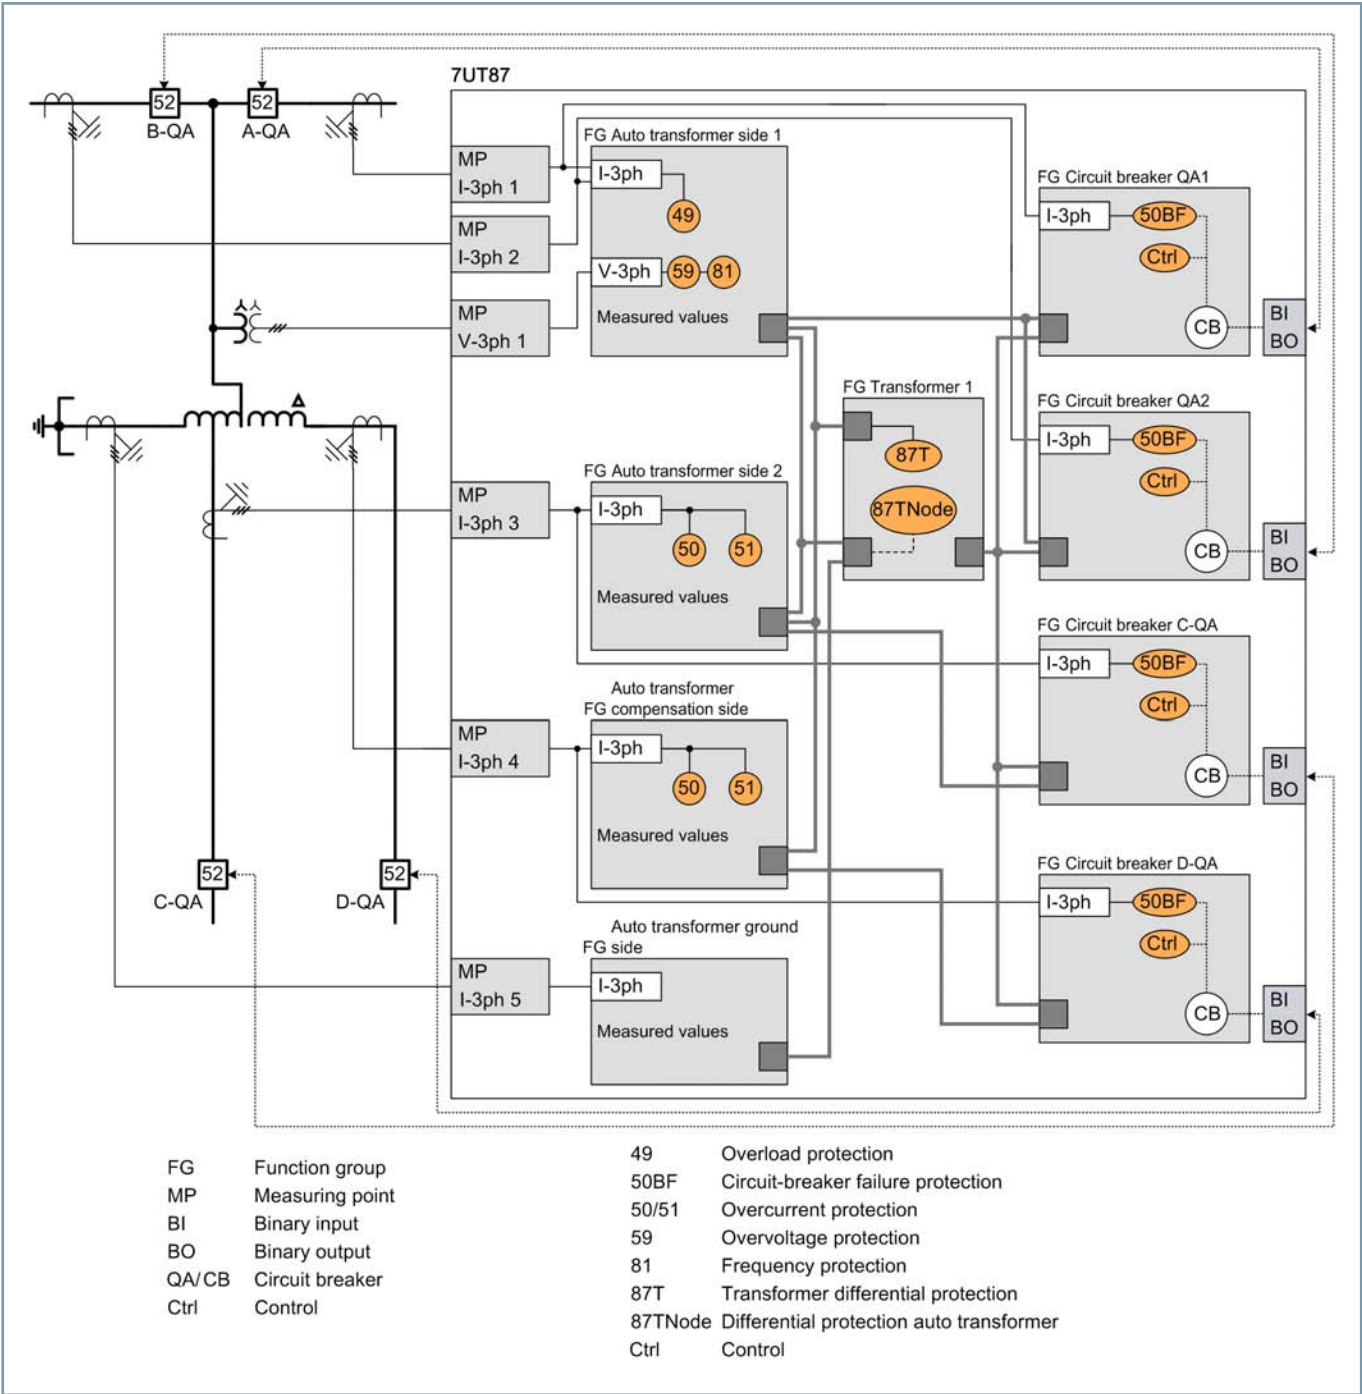 7UT87
52
52
B-QA
A-QA
MP
I-3ph 1
MP
I-3ph 2
MP
V-3ph 1
FG Auto transformer side 1
I-3ph
49
V-3ph
59
81
Measured values
FG Circuit breaker QA1
I-3ph
50BF
Ctrl
CB
BI
BO
FG Transformer 1
87T
87TNode
FG Circuit breaker QA2
I-3ph
50BF
Ctrl
CB
BI
BO
MP
I-3ph 3
FG Auto transformer side 2
I-3ph
50
51
Measured values
FG Circuit breaker C-QA
I-3ph
50BF
Ctrl
CB
BI
BO
MP
I-3ph 4
Auto transformer
FG compensation side
I-3ph
50
51
Measured values
52
52
C-QA
D-QA
FG Circuit breaker D-QA
I-3ph
50BF
Ctrl
CB
BI
BO
MP
I-3ph 5
Auto transformer ground
FG side
I-3ph
Measured values
FG Function group
MP Measuring point
BI Binary input
BO Binary output
QA/CB Circuit breaker
Ctrl Control
49 Overload protection
50BF Circuit-breaker failure protection
50/51 Overcurrent protection
59 Overvoltage protection
81 Frequency protection
87T Transformer differential protection
87TNode Differential protection auto transformer
Ctrl Control